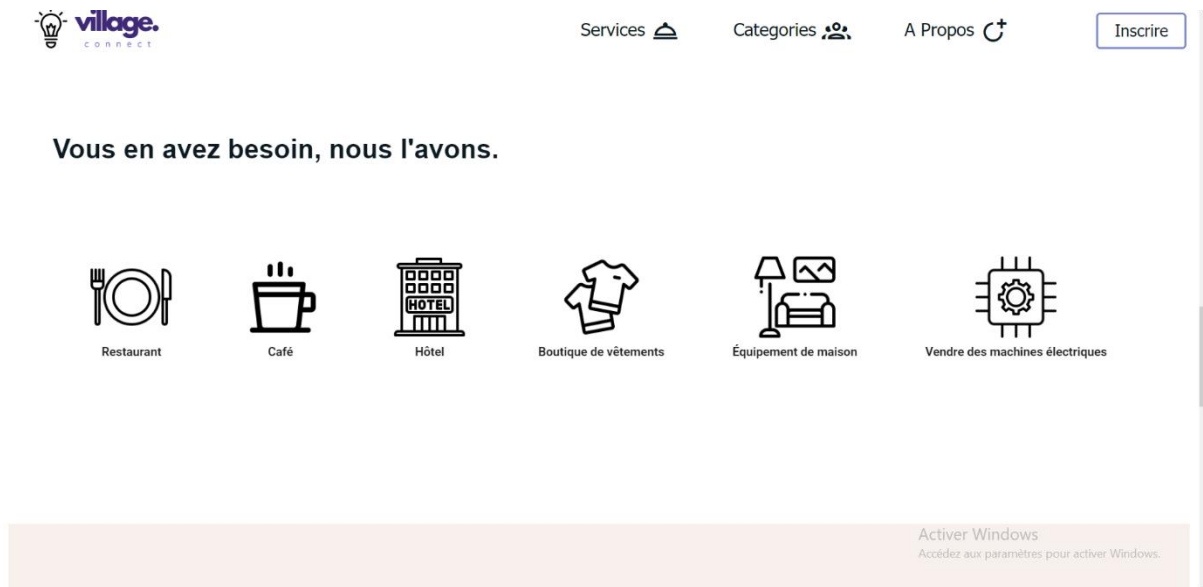 village.
connect
Services
Categories
A Propos
Inscrire
Vous en avez besoin, nous l'avons.
HOTEL
Restaurant
Café
Hôtel
Boutique de vêtements
Équipement de maison
Vendre des machines électriques
Activer Windows
Accédez aux paramètres pour activer Windows.